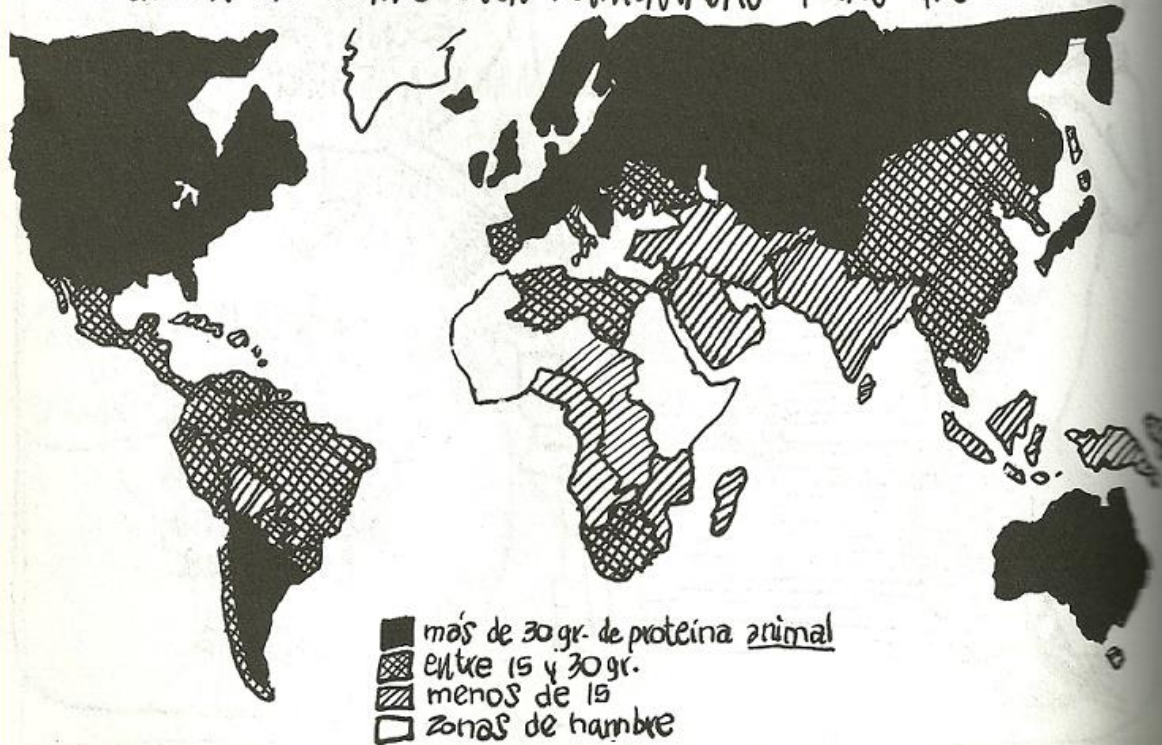 más de 30 gr. de proteína animal
entre 15 y 30 gr.
menos de 15
zonas de hambre